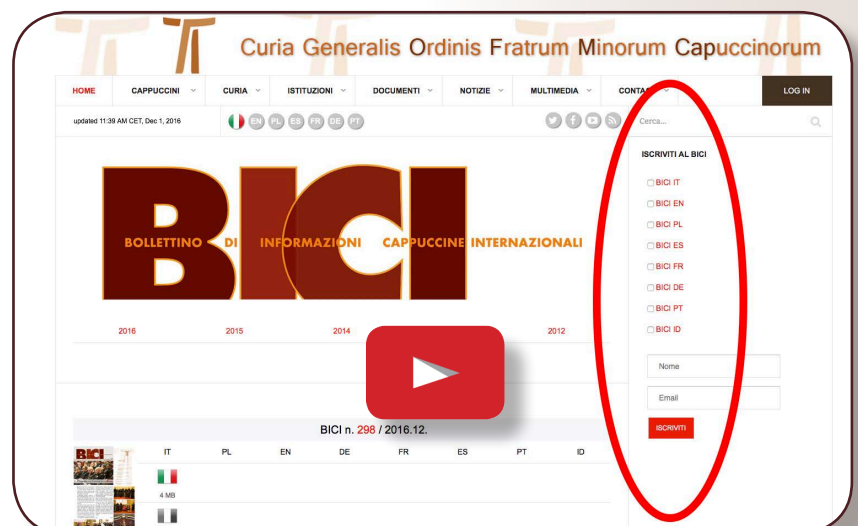 Curia Generalis Ordinis Fratrum Minorum Capuccinorum
HOME CAPPUCCINI CURIA ISTITUZIONI DOCUMENTI NOTIZIE MULTIMEDIA LOG IN
updated 11:39 AM CET, Dec 1, 2016 EN PL ES FR DE PT Cerca...
ISCRIVITI AL BICI
BICI IT
BICI EN
BICI PL
BICI ES
BICI FR
BICI DE
BICI PT
BICI ID
Nome
Email
ISCRIVITI
BICI
BOLLETTINO DI INFORMAZIONI CAPPUCCINE INTERNAZIONALI
2016 2015 2014 2012
BICI n. 298 / 2016.12.
BICI
IT PL EN DE FR ES PT ID
4 MB